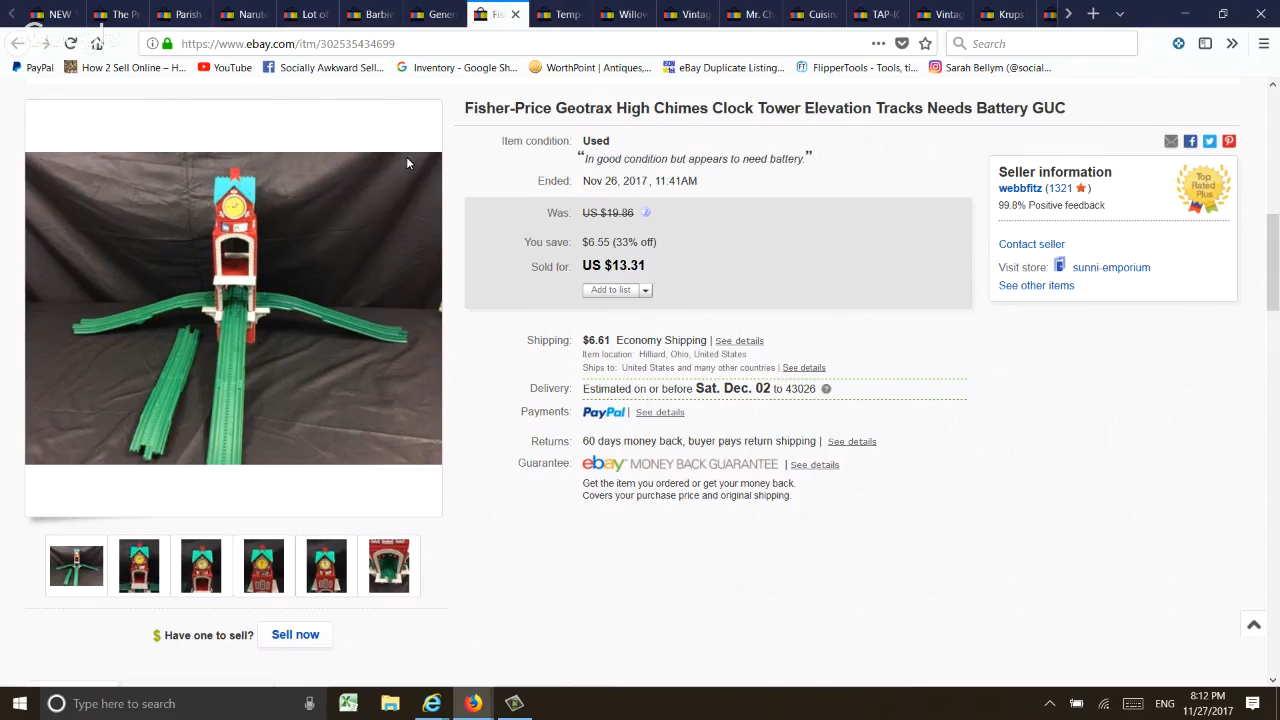 NEW
The P
Parish
Naruto
Lot of
Barbie
Gener
Fis
Temp
Willow
Vintag
Mr. Ch
Cuisina
TAP-K
Vintag
Krups
https://www.ebay.com/itm/302535434699
Search
PayPal
How 2 Sell Online – H...
YouTube
Socially Awkward Sell...
Inventory - Google Sh...
WorthPoint | Antiques,...
eBay Duplicate Listing...
FlipperTools - Tools, ti...
Sarah Bellym (@social...
Fisher-Price Geotrax High Chimes Clock Tower Elevation Tracks Needs Battery GUC
Item condition: Used
“In good condition but appears to need battery.”
Ended: Nov 26, 2017 , 11:41AM
Was: US $19.86
You save: $6.55 (33% off)
Sold for: US $13.31
Add to list
Shipping: $6.61 Economy Shipping | See details
Item location: Hilliard, Ohio, United States
Ships to: United States and many other countries | See details
Delivery: Estimated on or before Sat. Dec. 02 to 43026
Payments: PayPal | See details
Returns: 60 days money back, buyer pays return shipping | See details
Guarantee: ebay MONEY BACK GUARANTEE | See details
Get the item you ordered or get your money back.
Covers your purchase price and original shipping.
Seller information
webbfitz (1321)
99.8% Positive feedback
Top Rated Plus
Contact seller
Visit store: sunni-emporium
See other items
Have one to sell? Sell now
Type here to search
ENG
8:12 PM
11/27/2017